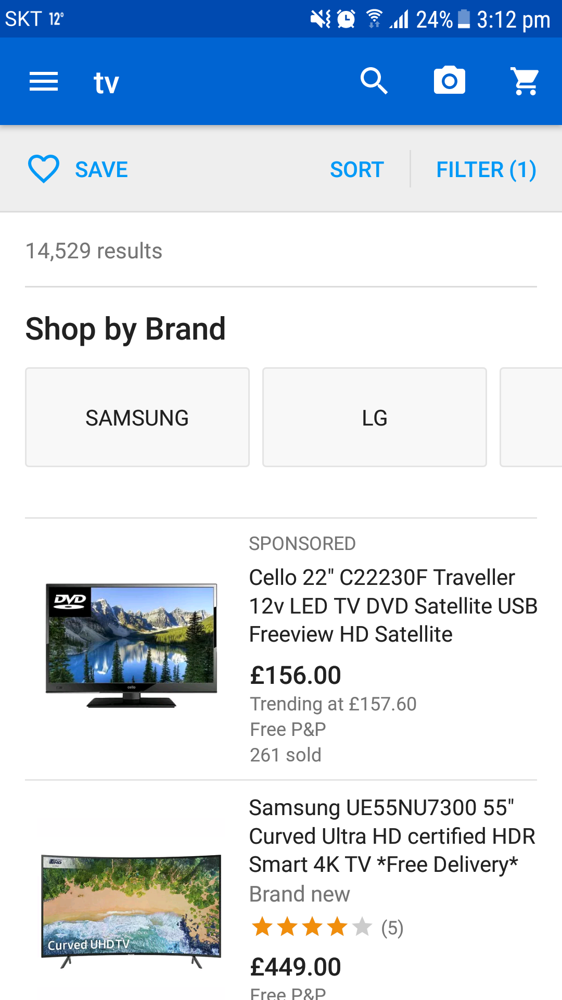 SKT 12° 24% 3:12 pm
tv
SAVE SORT FILTER (1)
14,529 results
Shop by Brand
SAMSUNG LG
SPONSORED
Cello 22" C22230F Traveller
12v LED TV DVD Satellite USB
Freeview HD Satellite
£156.00
Trending at £157.60
Free P&P
261 sold
DVD
cello
Samsung UE55NU7300 55"
Curved Ultra HD certified HDR
Smart 4K TV *Free Delivery*
Brand new
(5)
£449.00
Free P&P
Curved UHD TV